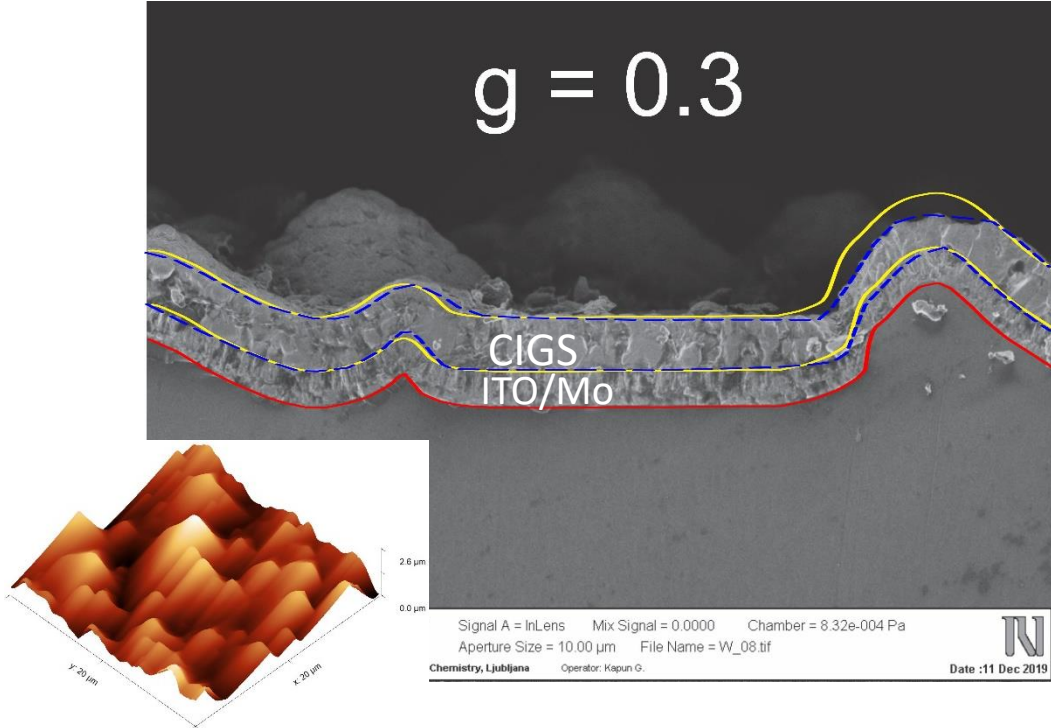 g = 0.3
CIGS
ITO/Mo
2.6 µm
0.0 µm
y: 20 µm
x: 20 µm
Signal A = InLens Mix Signal = 0.0000 Chamber = 8.32e-004 Pa
Aperture Size = 10.00 µm File Name = W_08.tif
Chemistry, Ljubljana Operator: Kapun G. Date :11 Dec 2019